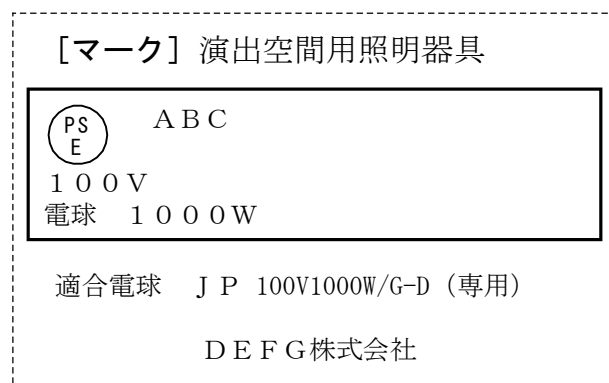 ［マーク］演出空間用照明器具
PS
E
ＡＢＣ
１００Ｖ
電球　１０００Ｗ
適合電球　ＪＰ 100V1000W/G-D（専用）
ＤＥＦＧ株式会社